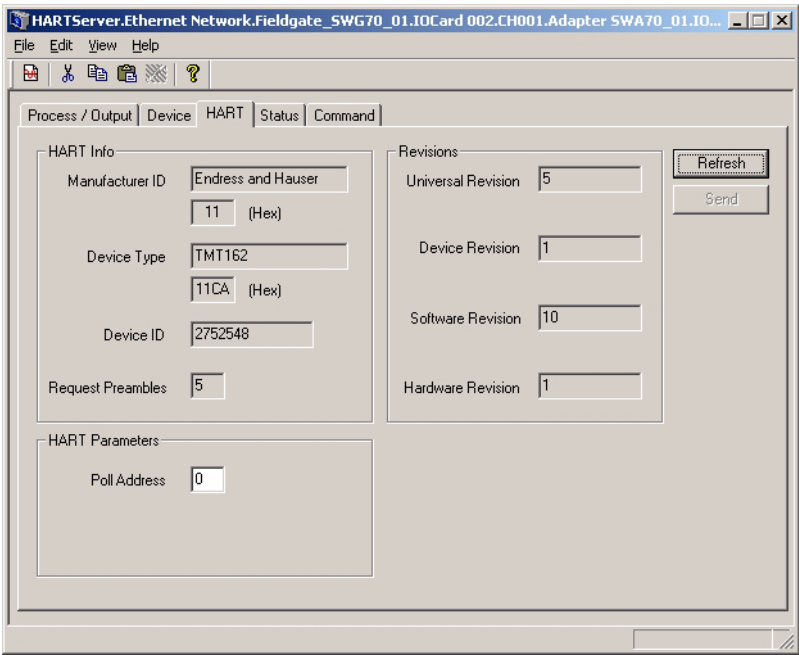 HARTServer.Ethernet Network.Fieldgate_SWG70_01.IOCard 002.CH001.Adapter SWA70_01.IO...
File Edit View Help
Process / Output Device HART Status Command
HART Info
Manufacturer ID Endress and Hauser
11 (Hex)
Device Type TMT162
11CA (Hex)
Device ID 2752548
Request Preambles 5
HART Parameters
Poll Address 0
Revisions
Universal Revision 5
Device Revision 1
Software Revision 10
Hardware Revision 1
Refresh
Send